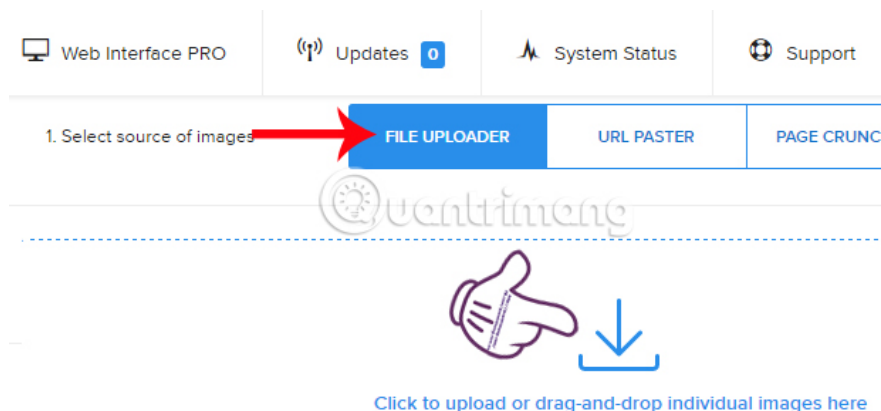 Web Interface PRO Updates 0 System Status Support
1. Select source of images FILE UPLOADER URL PASTER PAGE CRUNC
Quantrimang
Click to upload or drag-and-drop individual images here